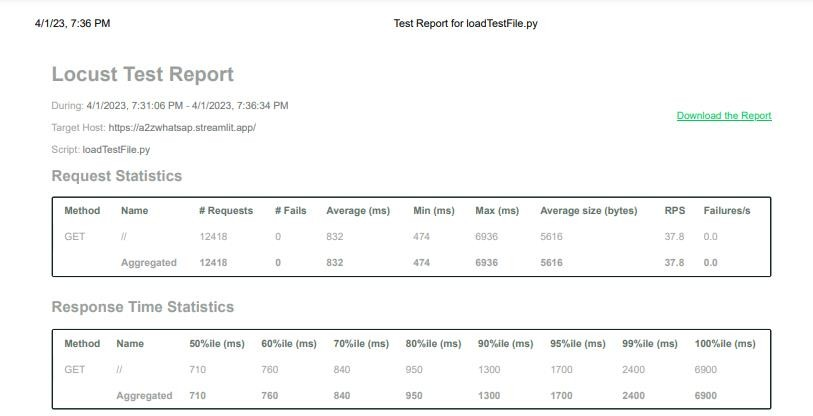 4/1/23, 7:36 PM Test Report for loadTestFile.py
Locust Test Report
During: 4/1/2023, 7:31:06 PM - 4/1/2023, 7:36:34 PM
Download the Report
Target Host: https://a2zwhatsap.streamlit.app/
Script: loadTestFile.py
Request Statistics
Method Name # Requests # Fails Average (ms) Min (ms) Max (ms) Average size (bytes) RPS Failures/s
GET // 12418 0 832 474 6936 5616 37.8 0.0
Aggregated 12418 0 832 474 6936 5616 37.8 0.0
Response Time Statistics
Method Name 50%ile (ms) 60%ile (ms) 70%ile (ms) 80%ile (ms) 90%ile (ms) 95%ile (ms) 99%ile (ms) 100%ile (ms)
GET // 710 760 840 950 1300 1700 2400 6900
Aggregated 710 760 840 950 1300 1700 2400 6900